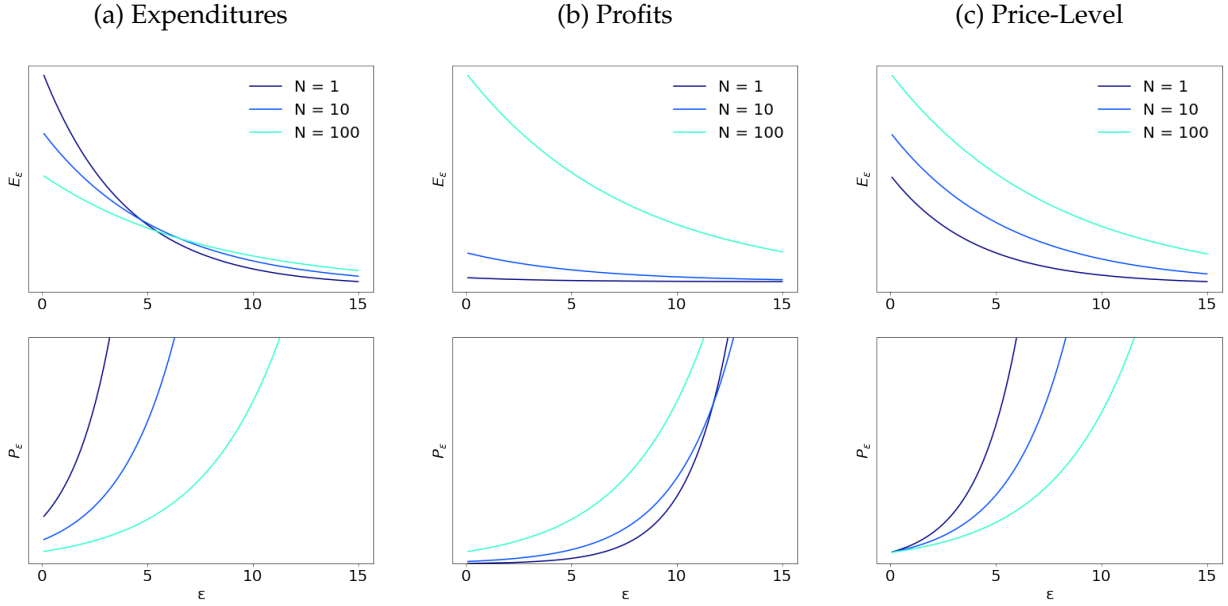 (a) Expenditures
(b) Profits
(c) Price-Level
N = 1
N = 10
N = 100
E_ε
0 5 10 15
N = 1
N = 10
N = 100
E_ε
0 5 10 15
N = 1
N = 10
N = 100
E_ε
0 5 10 15
P_ε
0 5 10 15
ε
P_ε
0 5 10 15
ε
P_ε
0 5 10 15
ε